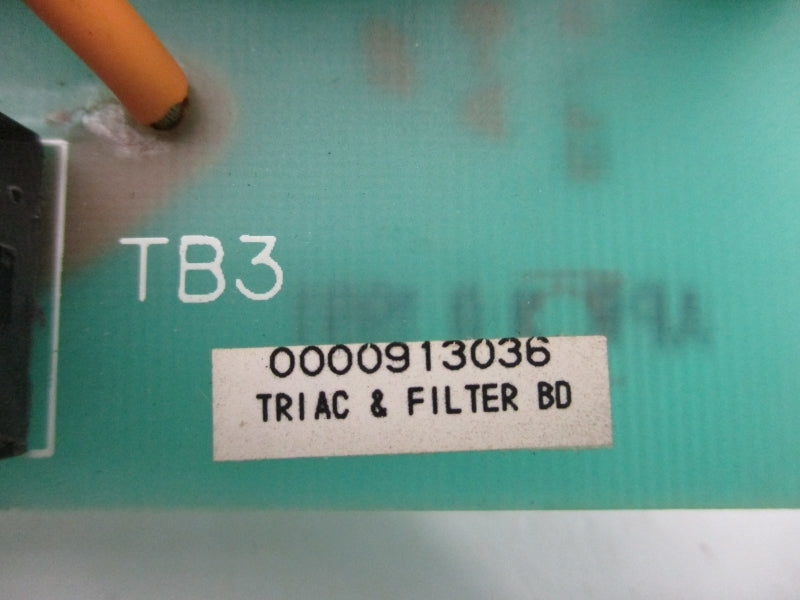 TB3
0000913036
TRIAC & FILTER BD